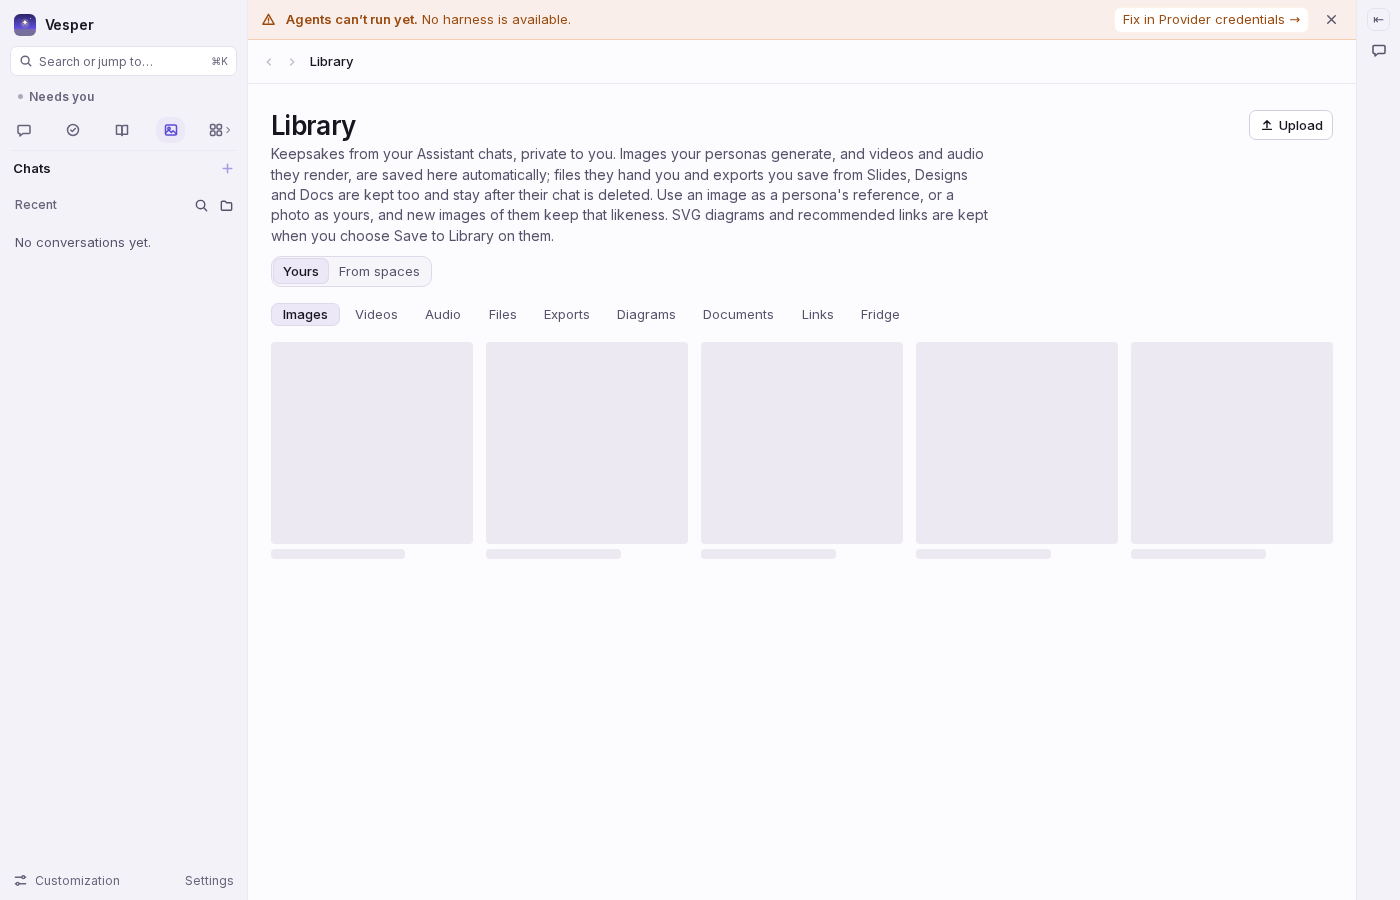 Vesper
Search or jump to…
⌘K
Needs you
Chats
Recent
No conversations yet.
Customization
Settings
Agents can’t run yet. No harness is available.
Fix in Provider credentials →
Library
Library
Upload
Keepsakes from your Assistant chats, private to you. Images your personas generate, and videos and audio
they render, are saved here automatically; files they hand you and exports you save from Slides, Designs
and Docs are kept too and stay after their chat is deleted. Use an image as a persona's reference, or a
photo as yours, and new images of them keep that likeness. SVG diagrams and recommended links are kept
when you choose Save to Library on them.
Yours
From spaces
Images
Videos
Audio
Files
Exports
Diagrams
Documents
Links
Fridge